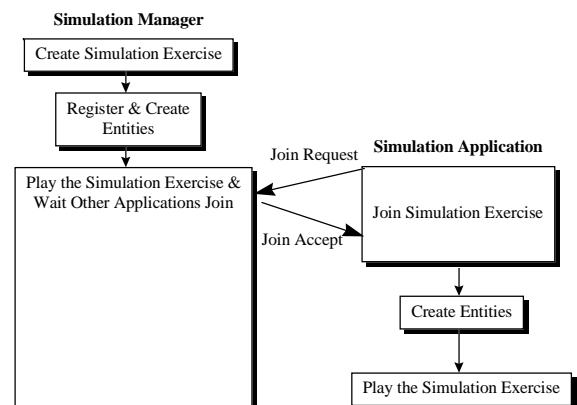 Simulation Manager
Create Simulation Exercise
Register & Create
Entities
Play the Simulation Exercise &
Wait Other Applications Join
Join Request
Join Accept
Simulation Application
Join Simulation Exercise
Create Entities
Play the Simulation Exercise